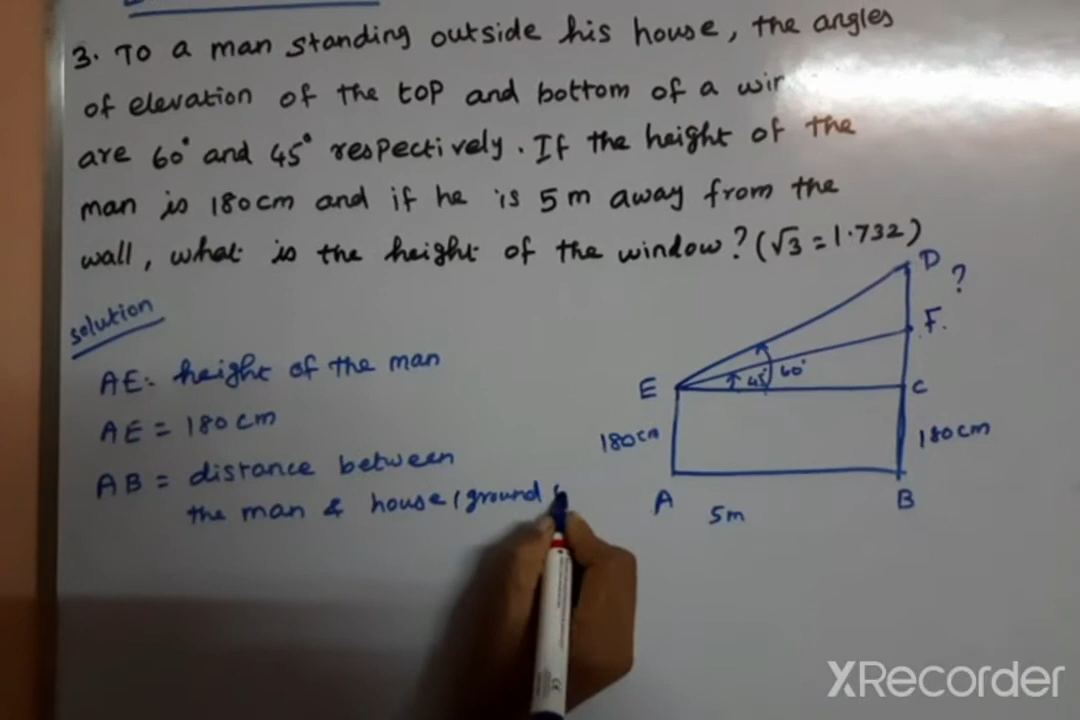 3. To a man standing outside his house, the angles
of elevation of the top and bottom of a
are 60° and 45° respectively. If the height of the
man is 180cm and if he is 5m away from the
wall, what is the height of the window? (√3 = 1.732)
solution
AE: height of the man
AE = 180cm
AB = distance between
the man & house (ground
D
?
F.
E
45°
60°
C
180cm
180cm
A
5m
B
XRecorder